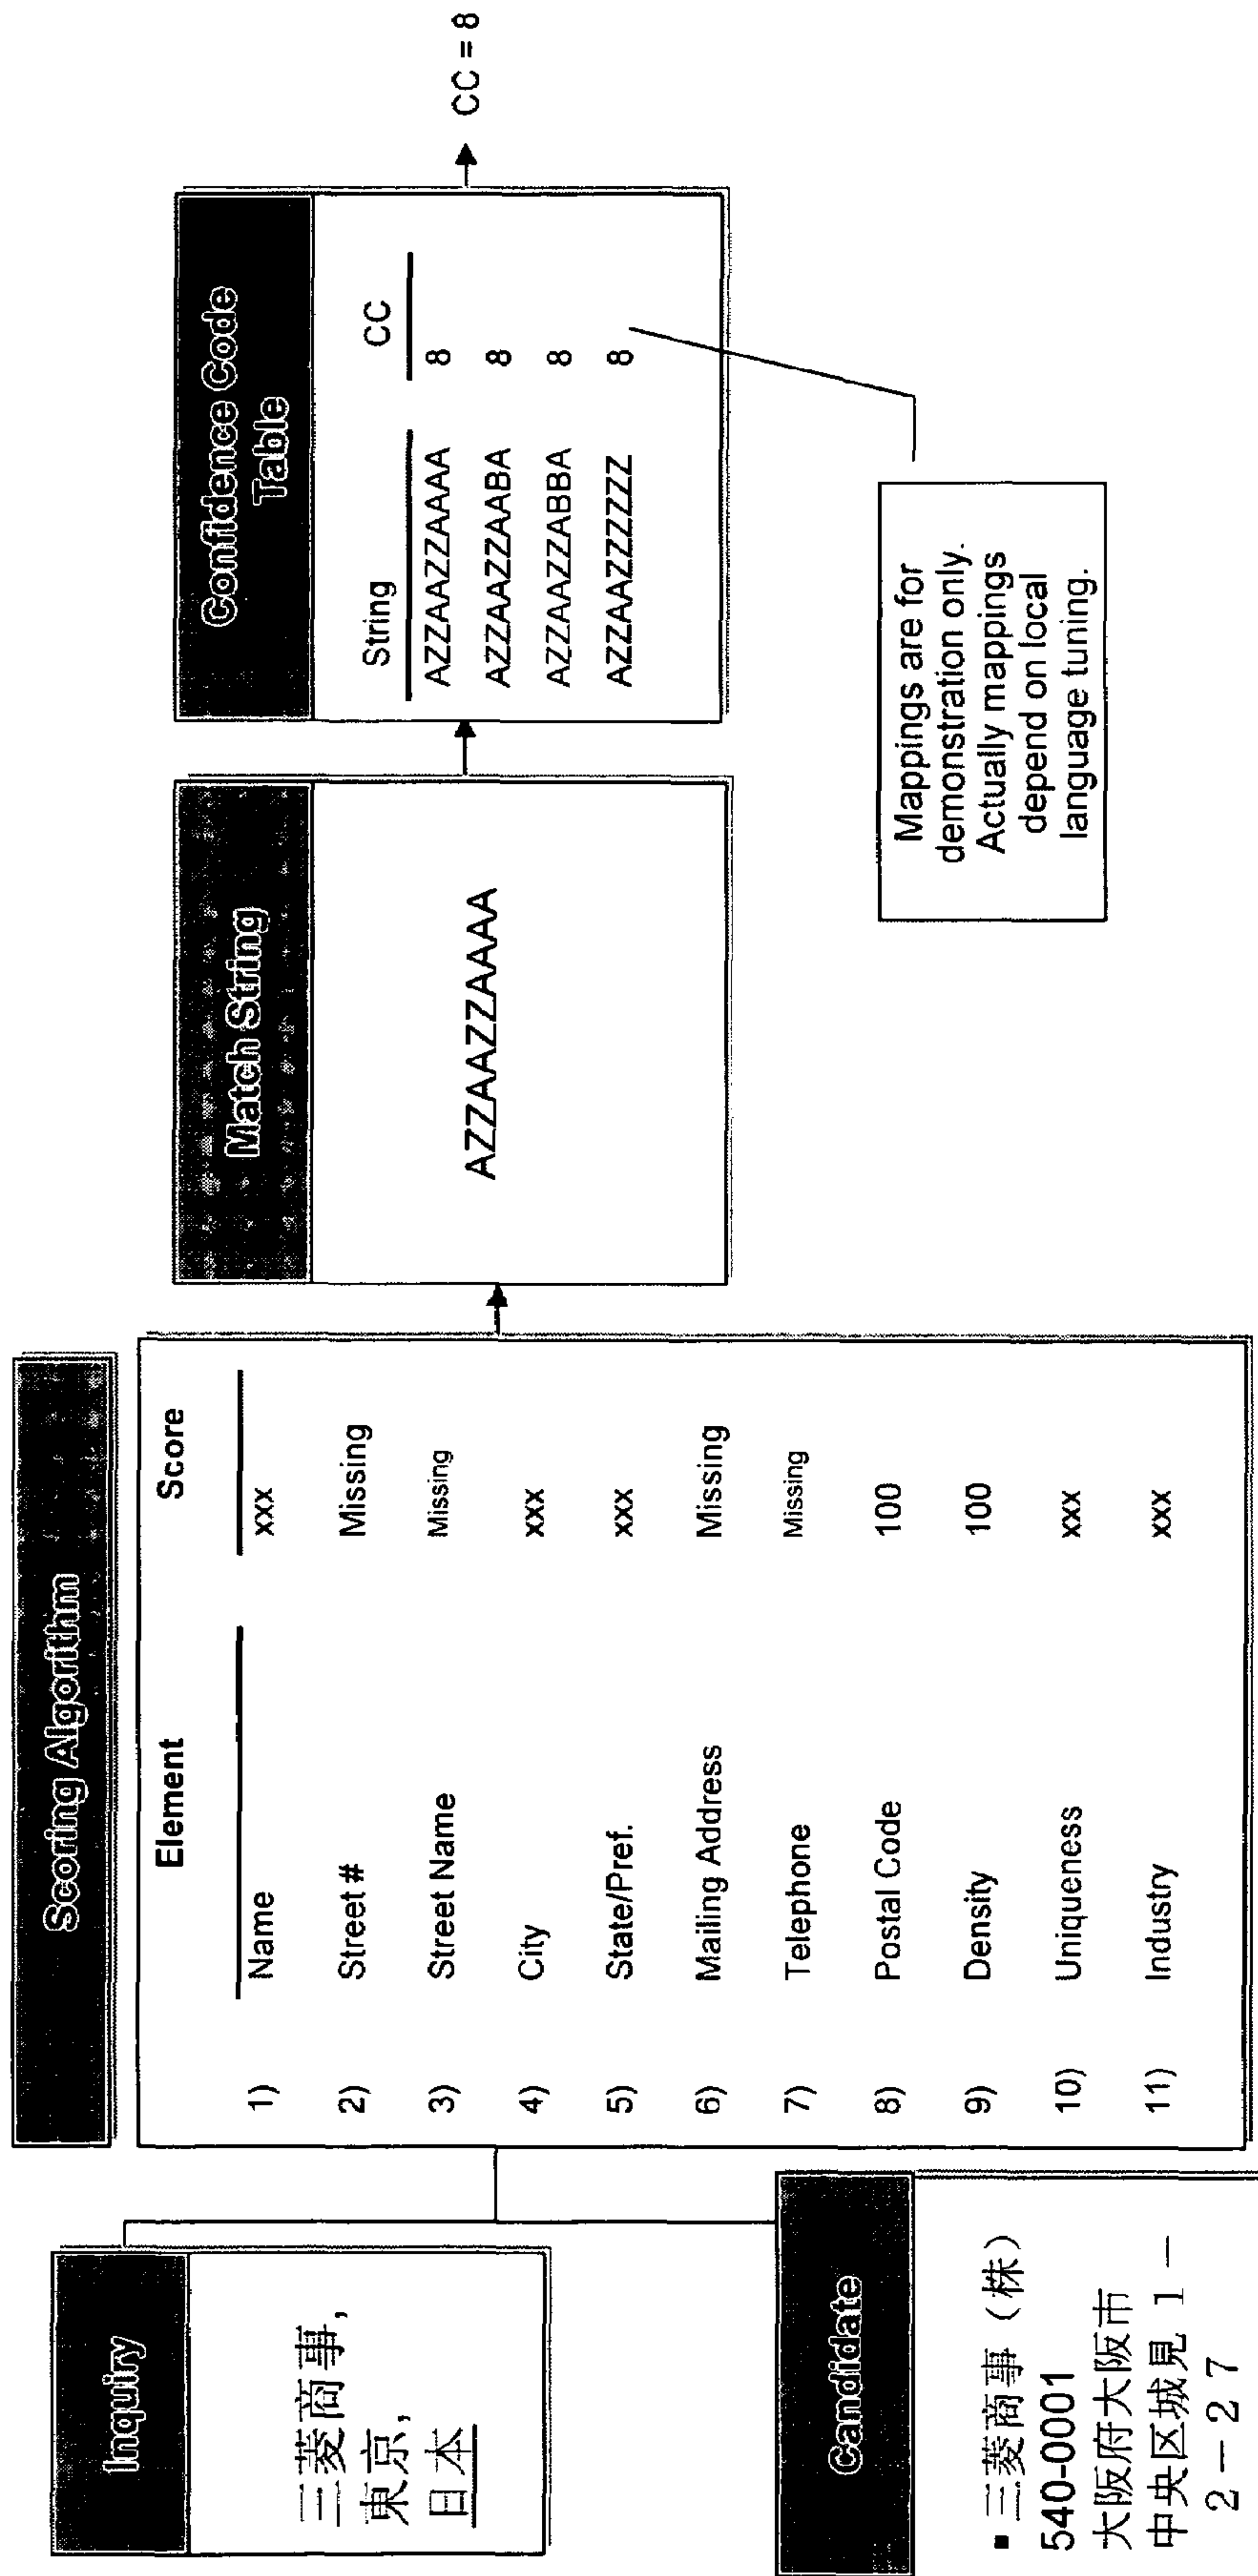 Inquiry
三菱商事,
東京,
日本
Candidate
▪ 三菱商事（株）
540-0001
大阪府大阪市
中央区城見１－
２－２７
Scoring Algorithm
Element Score
1) Name xxx
2) Street # Missing
3) Street Name Missing
4) City xxx
5) State/Pref. xxx
6) Mailing Address Missing
7) Telephone Missing
8) Postal Code 100
9) Density 100
10) Uniqueness xxx
11) Industry xxx
Match String
AZZAAZZAAAA
Confidence Code
Table
String CC
AZZAAZZAAAA 8
AZZAAZZAABA 8
AZZAAZZABBA 8
AZZAAZZZZZZ 8
CC = 8
Mappings are for
demonstration only.
Actually mappings
depend on local
language tuning.